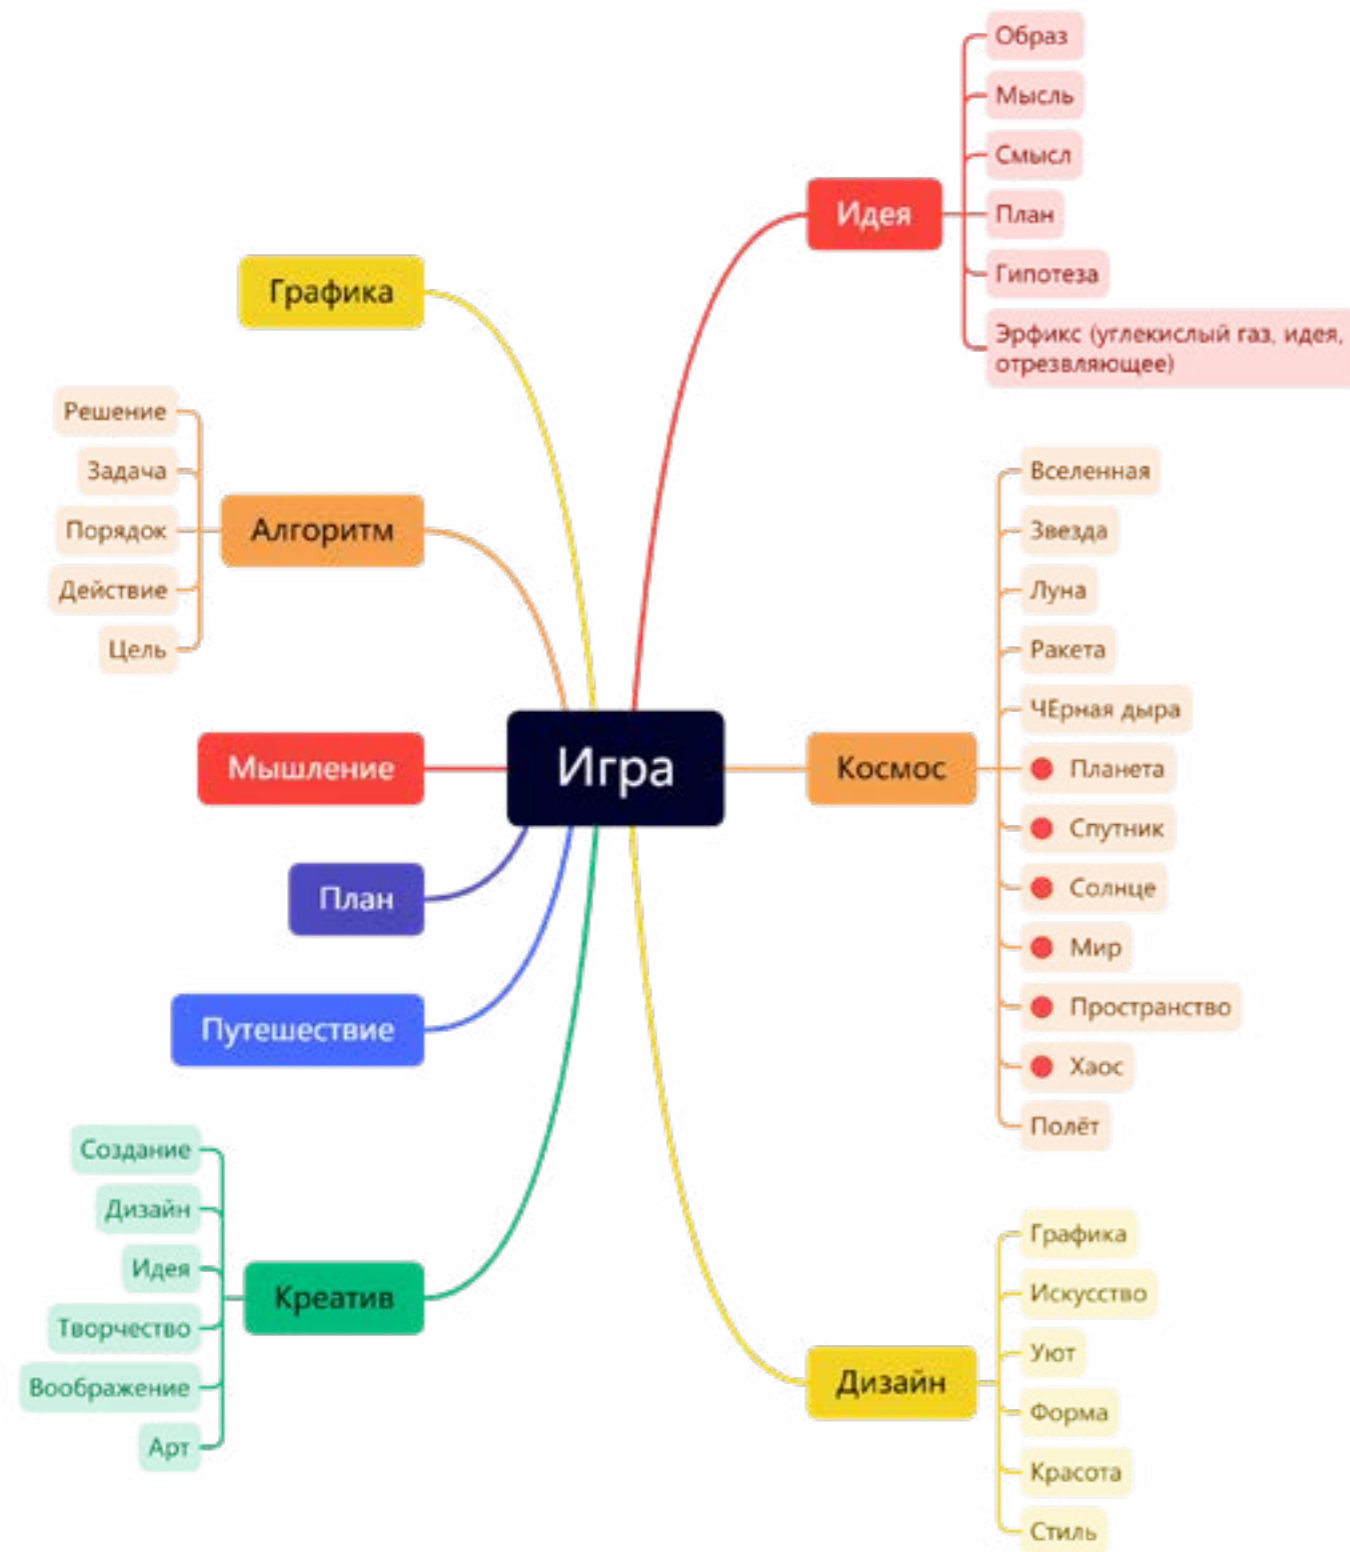 Игра
Идея
Образ
Мысль
Смысл
План
Гипотеза
Эрфикс (углекислый газ, идея,
отрезвляющее)
Космос
Вселенная
Звезда
Луна
Ракета
ЧЕрная дыра
Планета
Спутник
Солнце
Мир
Пространство
Хаос
Полёт
Дизайн
Графика
Искусство
Уют
Форма
Красота
Стиль
Графика
Алгоритм
Решение
Задача
Порядок
Действие
Цель
Мышление
План
Путешествие
Креатив
Создание
Дизайн
Идея
Творчество
Воображение
Арт